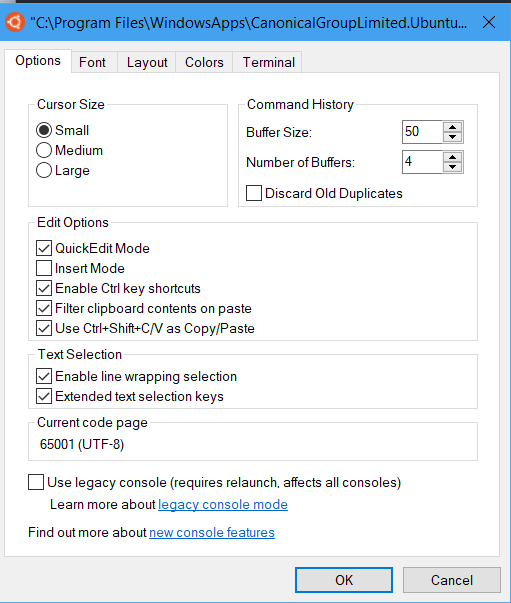 "C:\Program Files\WindowsApps\CanonicalGroupLimited.Ubuntu...
Options Font Layout Colors Terminal
Cursor Size
Small
Medium
Large
Command History
Buffer Size: 50
Number of Buffers: 4
Discard Old Duplicates
Edit Options
QuickEdit Mode
Insert Mode
Enable Ctrl key shortcuts
Filter clipboard contents on paste
Use Ctrl+Shift+C/V as Copy/Paste
Text Selection
Enable line wrapping selection
Extended text selection keys
Current code page
65001 (UTF-8)
Use legacy console (requires relaunch, affects all consoles)
Learn more about legacy console mode
Find out more about new console features
OK Cancel